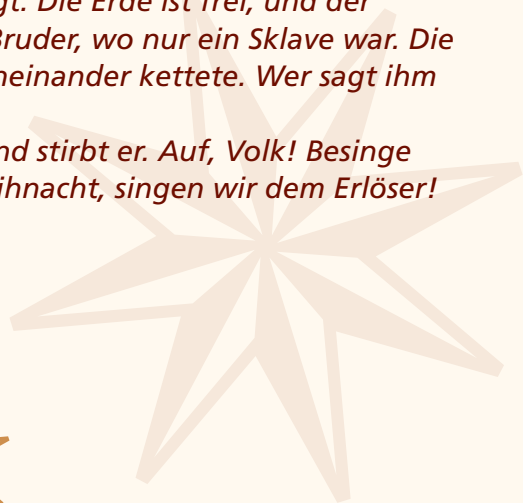 gt. Die Erde ist frei, und der
Bruder, wo nur ein Sklave war. Die
neinander kettete. Wer sagt ihm
nd stirbt er. Auf, Volk! Besinge
ihnacht, singen wir dem Erlöser!